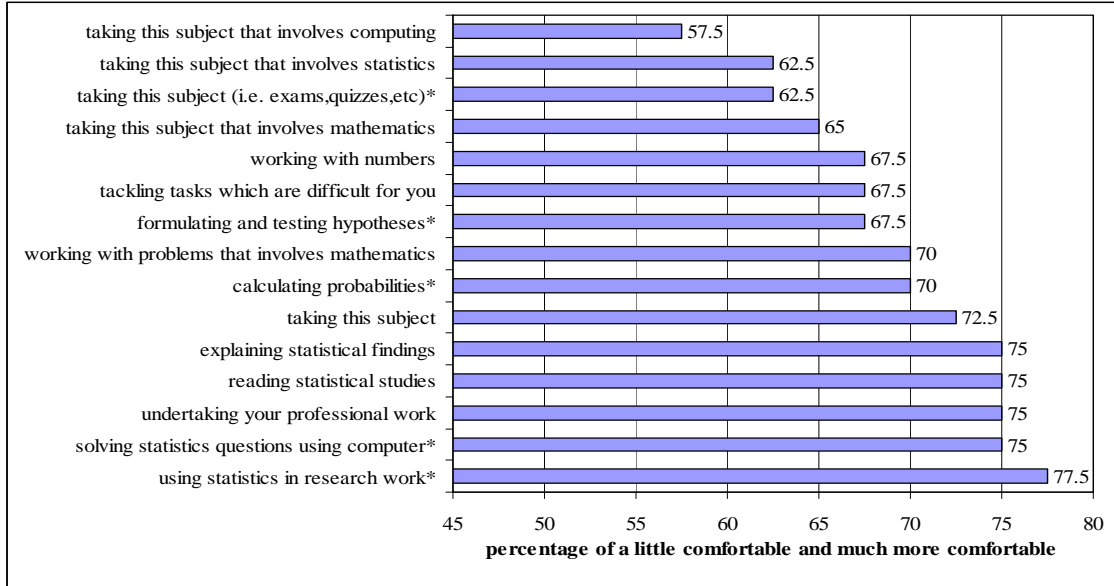 taking this subject that involves computing 57.5
taking this subject that involves statistics 62.5
taking this subject (i.e. exams,quizzes,etc)* 62.5
taking this subject that involves mathematics 65
working with numbers 67.5
tackling tasks which are difficult for you 67.5
formulating and testing hypotheses* 67.5
working with problems that involves mathematics 70
calculating probabilities* 70
taking this subject 72.5
explaining statistical findings 75
reading statistical studies 75
undertaking your professional work 75
solving statistics questions using computer* 75
using statistics in research work* 77.5
45 50 55 60 65 70 75 80
percentage of a little comfortable and much more comfortable